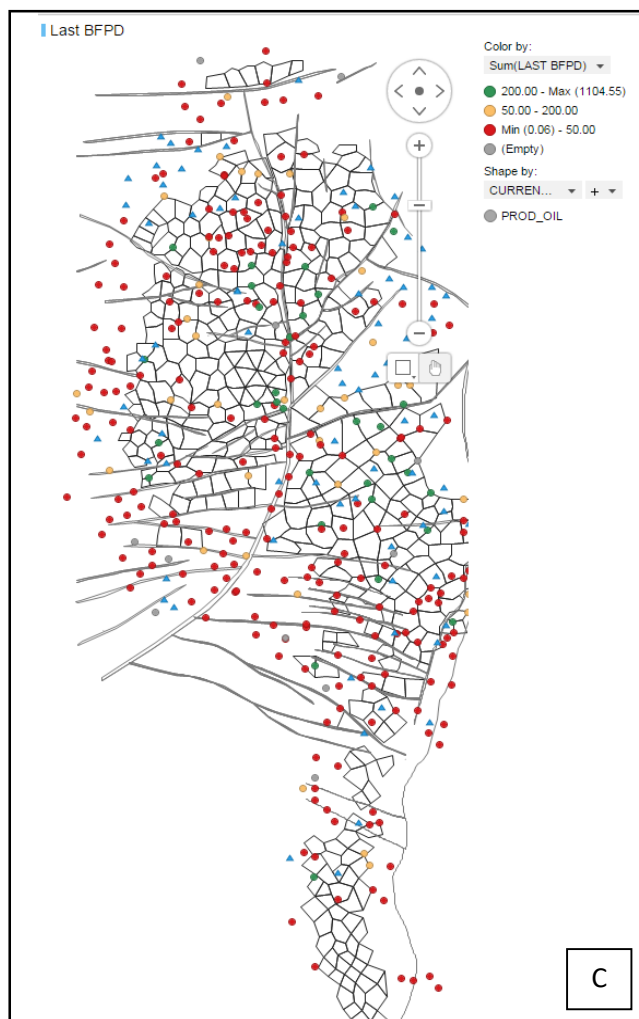 Last BFPD
Color by:
Sum(LAST BFPD)
200.00 - Max (1104.55)
50.00 - 200.00
Min (0.06) - 50.00
(Empty)
Shape by:
CURREN... +
PROD_OIL
C